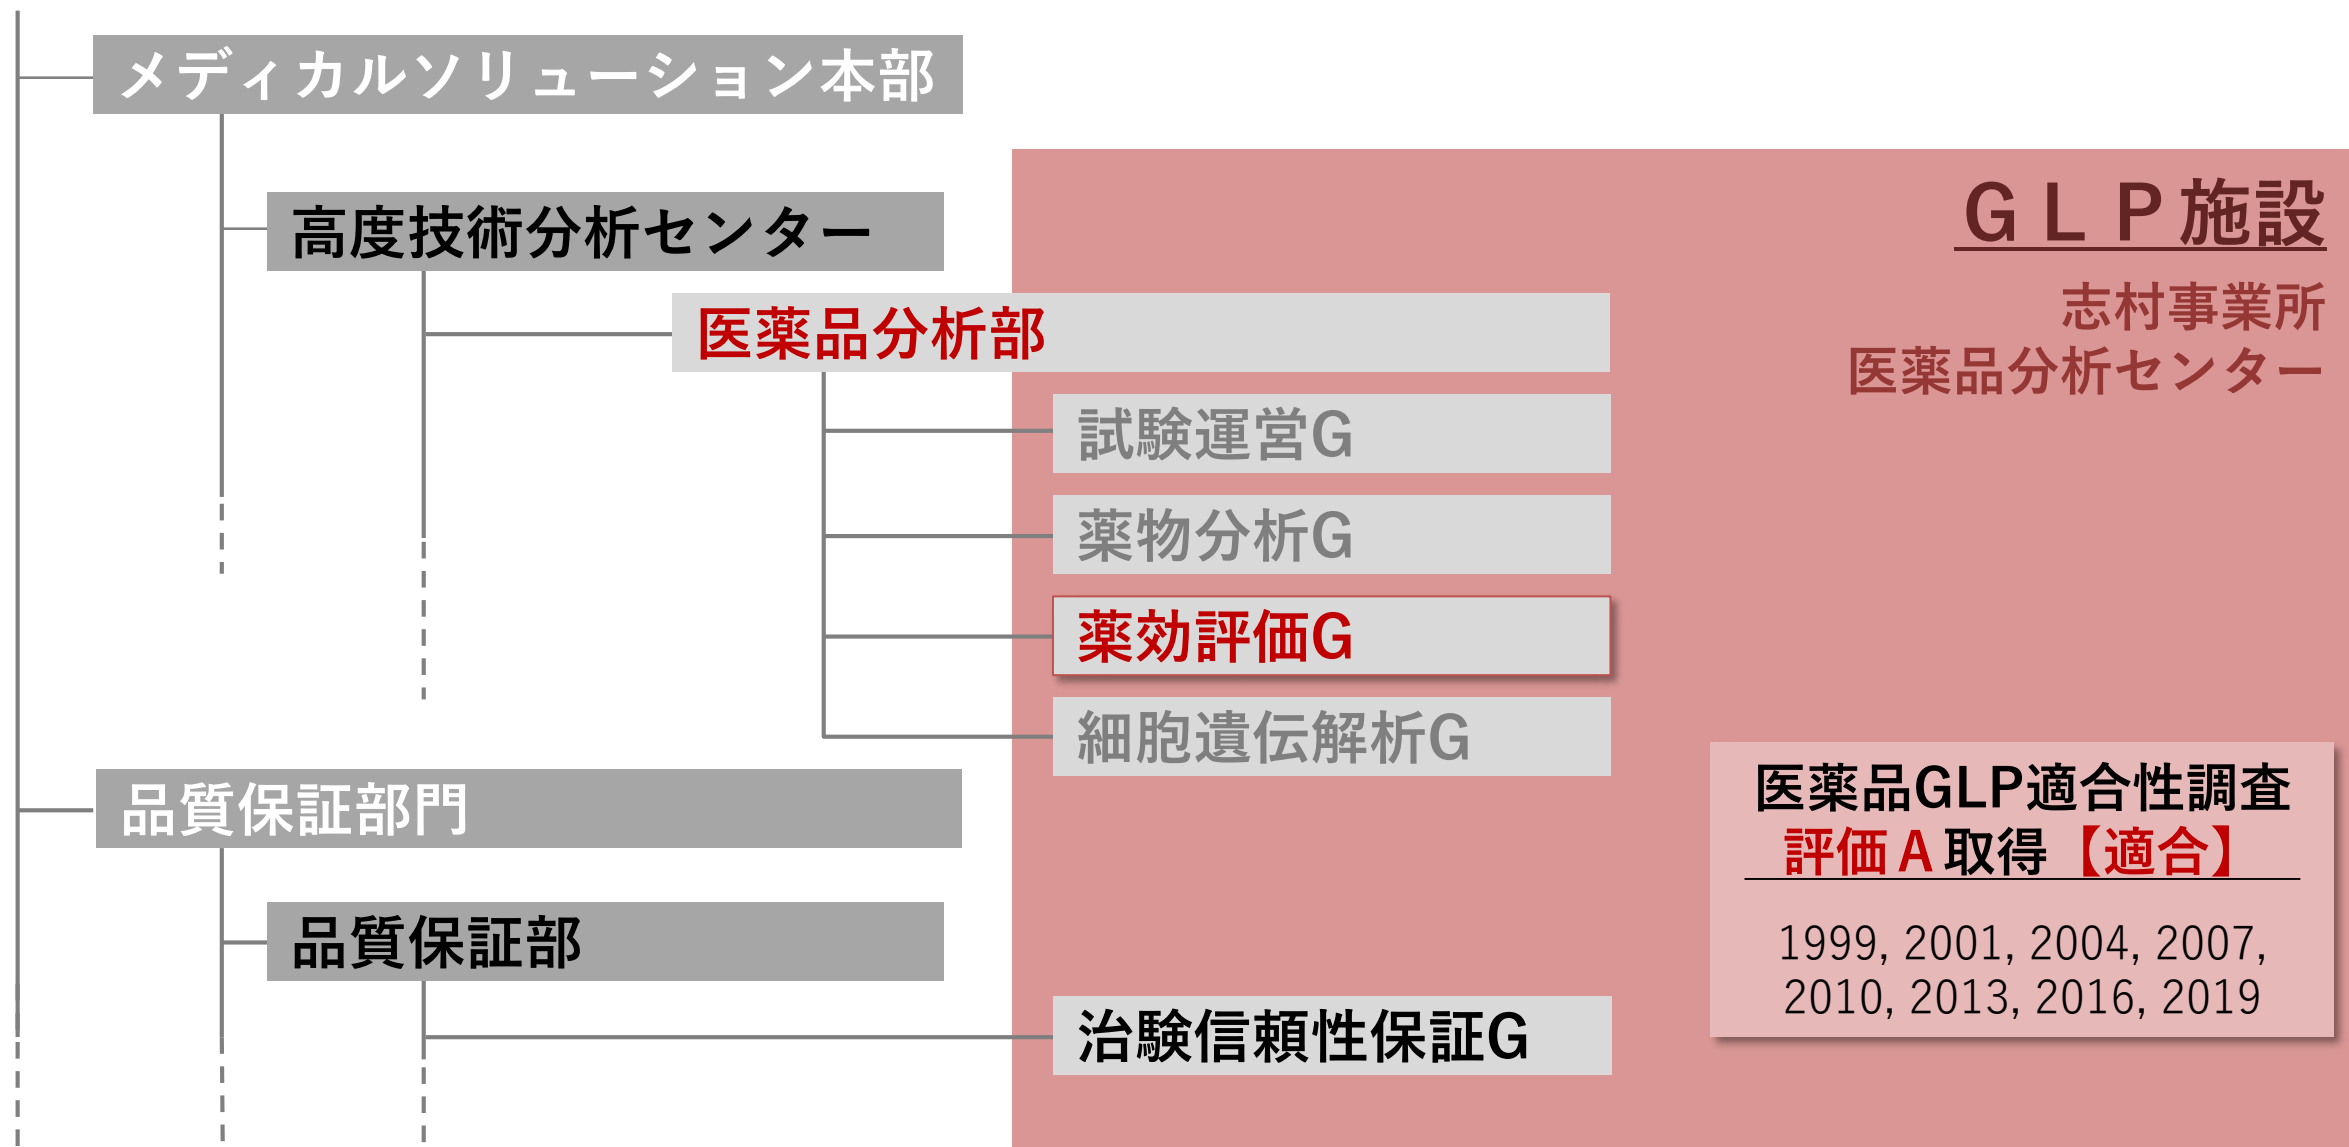 メディカルソリューション本部
高度技術分析センター
医薬品分析部
試験運営G
薬物分析G
薬効評価G
細胞遺伝解析G
品質保証部門
品質保証部
治験信頼性保証G
ＧＬＰ施設
志村事業所
医薬品分析センター
医薬品GLP適合性調査
評価Ａ取得【適合】
1999, 2001, 2004, 2007,
2010, 2013, 2016, 2019